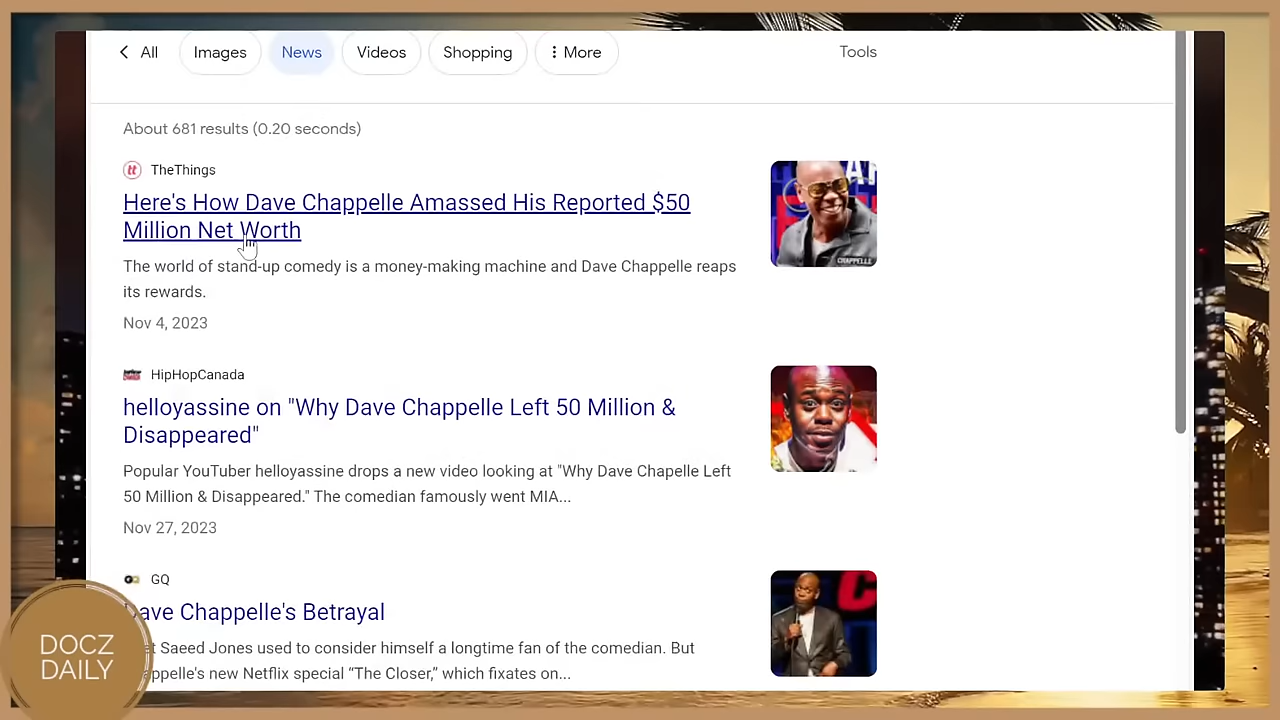 All
Images
News
Videos
Shopping
More
Tools
About 681 results (0.20 seconds)
TheThings
Here's How Dave Chappelle Amassed His Reported $50
Million Net Worth
The world of stand-up comedy is a money-making machine and Dave Chappelle reaps
its rewards.
Nov 4, 2023
CHAPPELLE
HipHopCanada
helloyassine on "Why Dave Chappelle Left 50 Million &
Disappeared"
Popular YouTuber helloyassine drops a new video looking at "Why Dave Chapelle Left
50 Million & Disappeared." The comedian famously went MIA...
Nov 27, 2023
GQ
ave Chappelle's Betrayal
t Saeed Jones used to consider himself a longtime fan of the comedian. But
appelle's new Netflix special “The Closer,” which fixates on...
DOCZ
DAILY